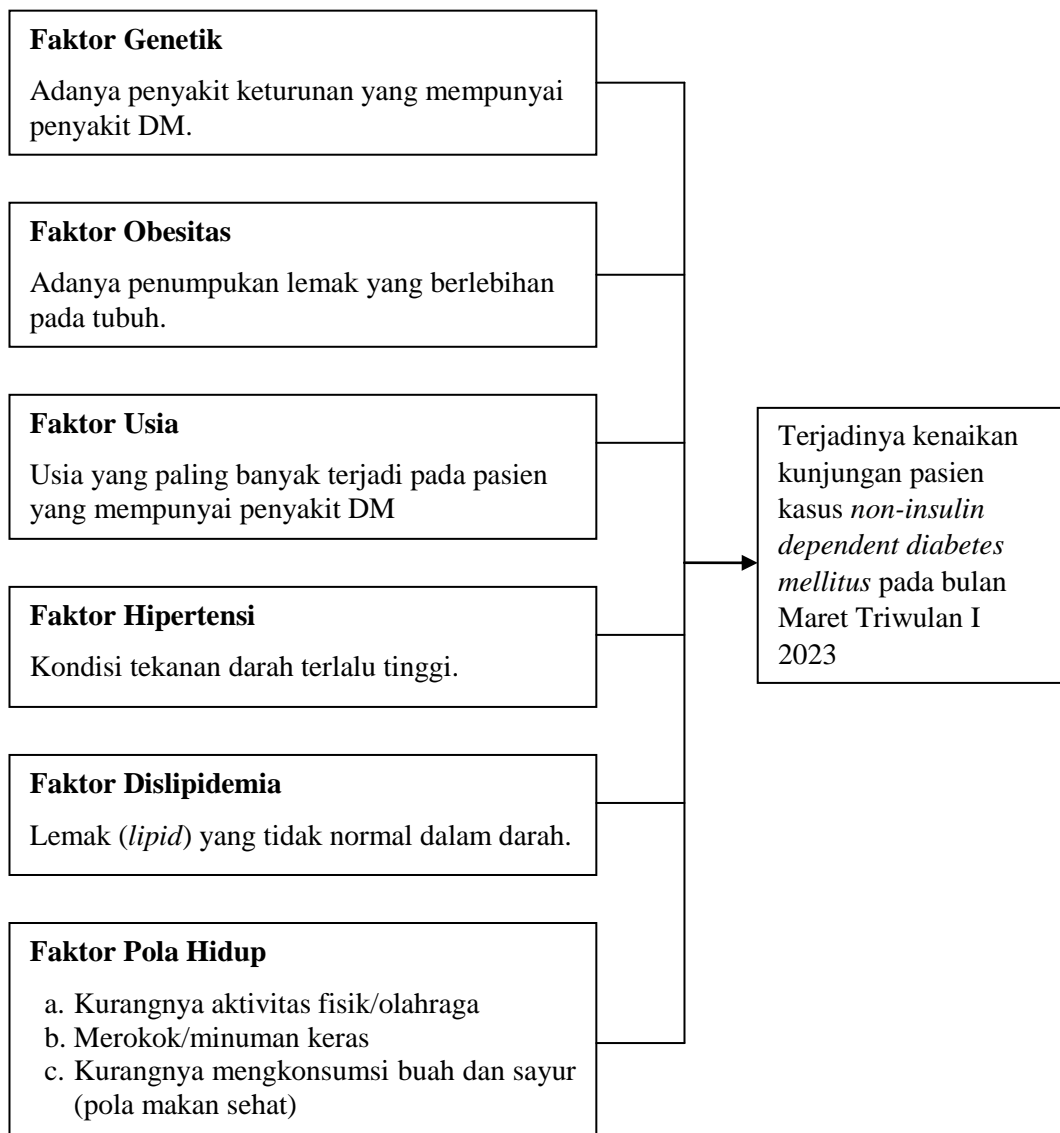 Faktor Genetik
Adanya penyakit keturunan yang mempunyai
penyakit DM.
Faktor Obesitas
Adanya penumpukan lemak yang berlebihan
pada tubuh.
Faktor Usia
Usia yang paling banyak terjadi pada pasien
yang mempunyai penyakit DM
Faktor Hipertensi
Kondisi tekanan darah terlalu tinggi.
Faktor Dislipidemia
Lemak (lipid) yang tidak normal dalam darah.
Faktor Pola Hidup
a. Kurangnya aktivitas fisik/olahraga
b. Merokok/minuman keras
c. Kurangnya mengkonsumsi buah dan sayur
(pola makan sehat)
Terjadinya kenaikan
kunjungan pasien
kasus non-insulin
dependent diabetes
mellitus pada bulan
Maret Triwulan I
2023